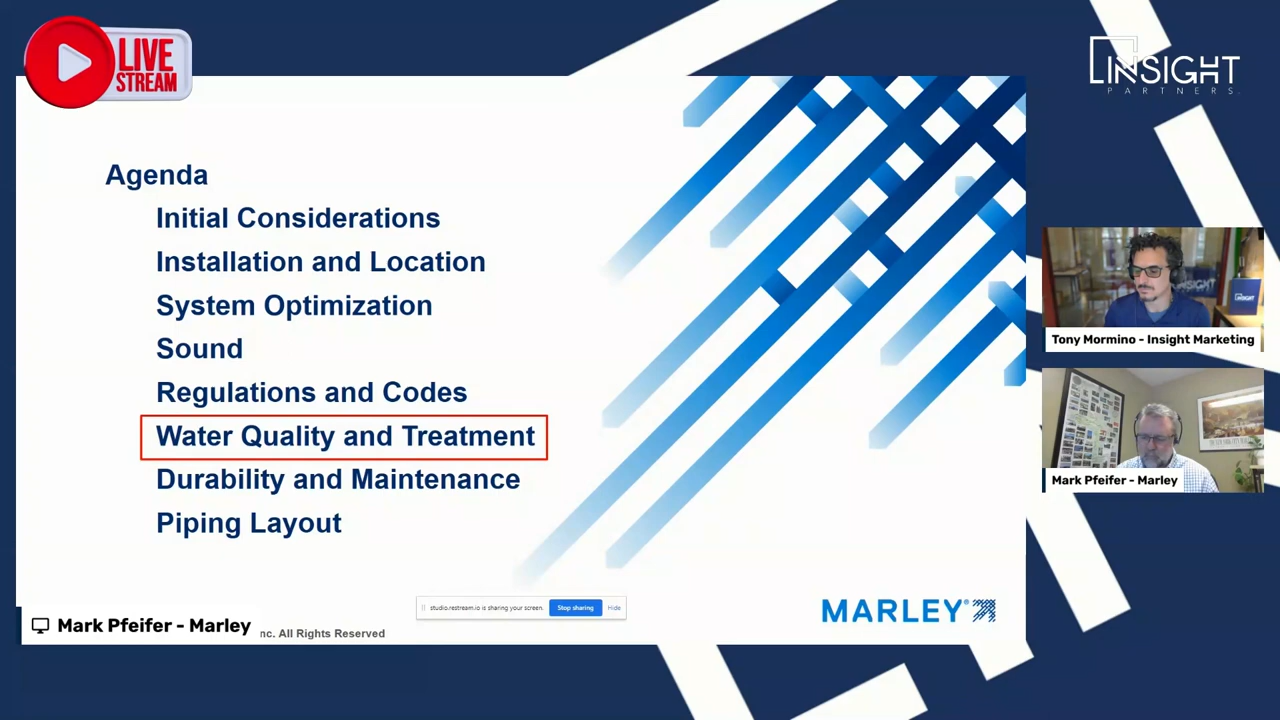 LIVE
STREAM
INSIGHT
PARTNERS.
Agenda
Initial Considerations
Installation and Location
System Optimization
Sound
Regulations and Codes
Water Quality and Treatment
Durability and Maintenance
Piping Layout
studio.restream.io is sharing your screen.
Stop sharing
Hide
MARLEY®
Mark Pfeifer - Marley
nc. All Rights Reserved
INSIGHT
INSIGHT
Tony Mormino - Insight Marketing
Mark Pfeifer - Marley